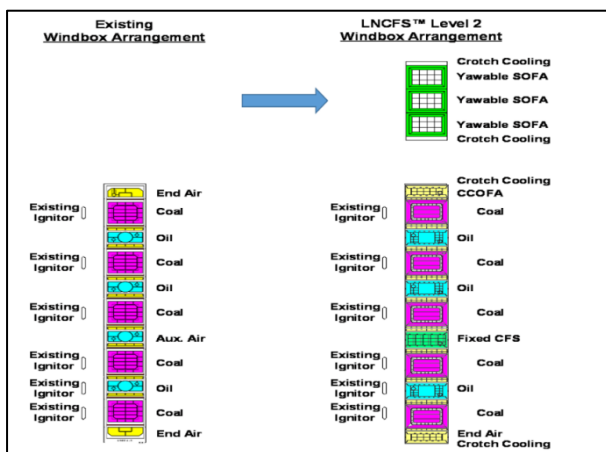 Existing
Windbox Arrangement
LNCFS™ Level 2
Windbox Arrangement
Crotch Cooling
Yawable SOFA
Yawable SOFA
Yawable SOFA
Crotch Cooling
End Air
Existing
Ignitor
Coal
Oil
Existing
Ignitor
Coal
Oil
Existing
Ignitor
Coal
Aux. Air
Existing
Ignitor
Coal
Existing
Ignitor
Oil
Existing
Ignitor
Coal
End Air
Crotch Cooling
CCOFA
Existing
Ignitor
Coal
Oil
Existing
Ignitor
Coal
Oil
Existing
Ignitor
Coal
Fixed CFS
Existing
Ignitor
Coal
Existing
Ignitor
Oil
Existing
Ignitor
Coal
End Air
Crotch Cooling